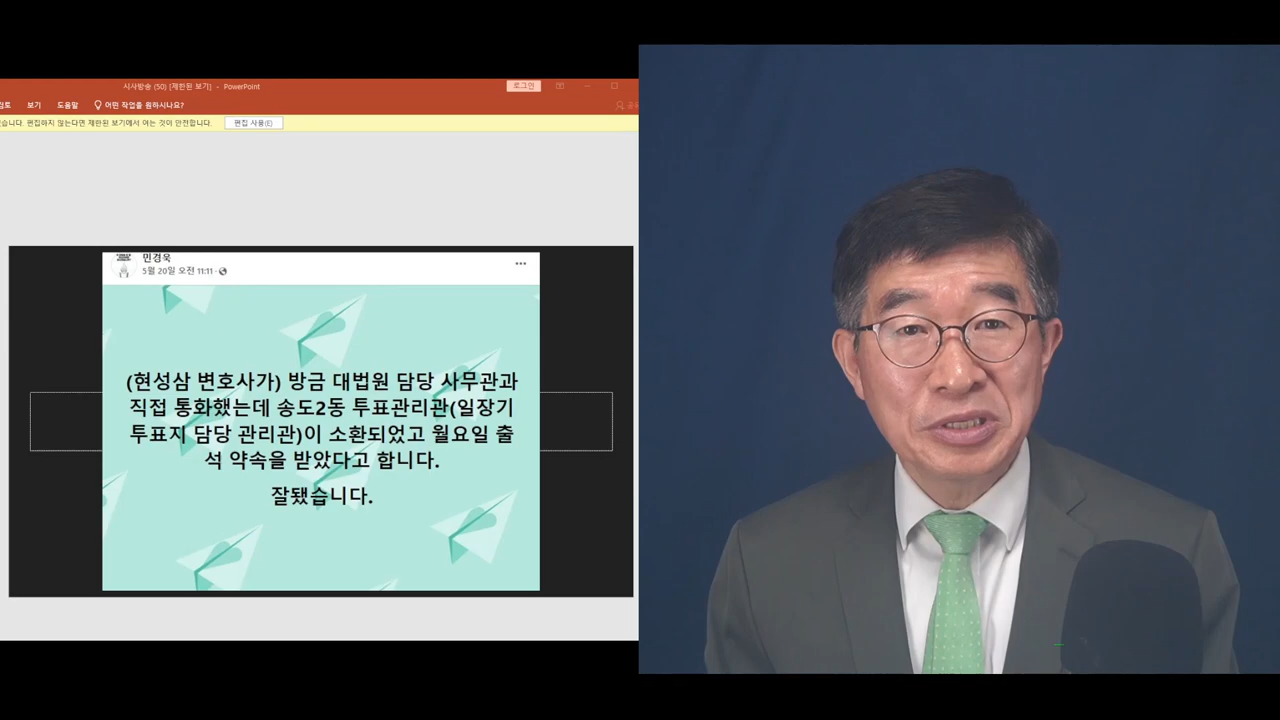 시사방송 (50) [제한된 보기] - PowerPoint
로그인
검토 보기 도움말 어떤 작업을 원하시나요?
편집하지 않는다면 제한된 보기에서 여는 것이 안전합니다. 편집 사용(E)
민경욱
5월 20일 오전 11:11 ·
(현성삼 변호사가) 방금 대법원 담당 사무관과
직접 통화했는데 송도2동 투표관리관(일장기
투표지 담당 관리관)이 소환되었고 월요일 출
석 약속을 받았다고 합니다.
잘됐습니다.